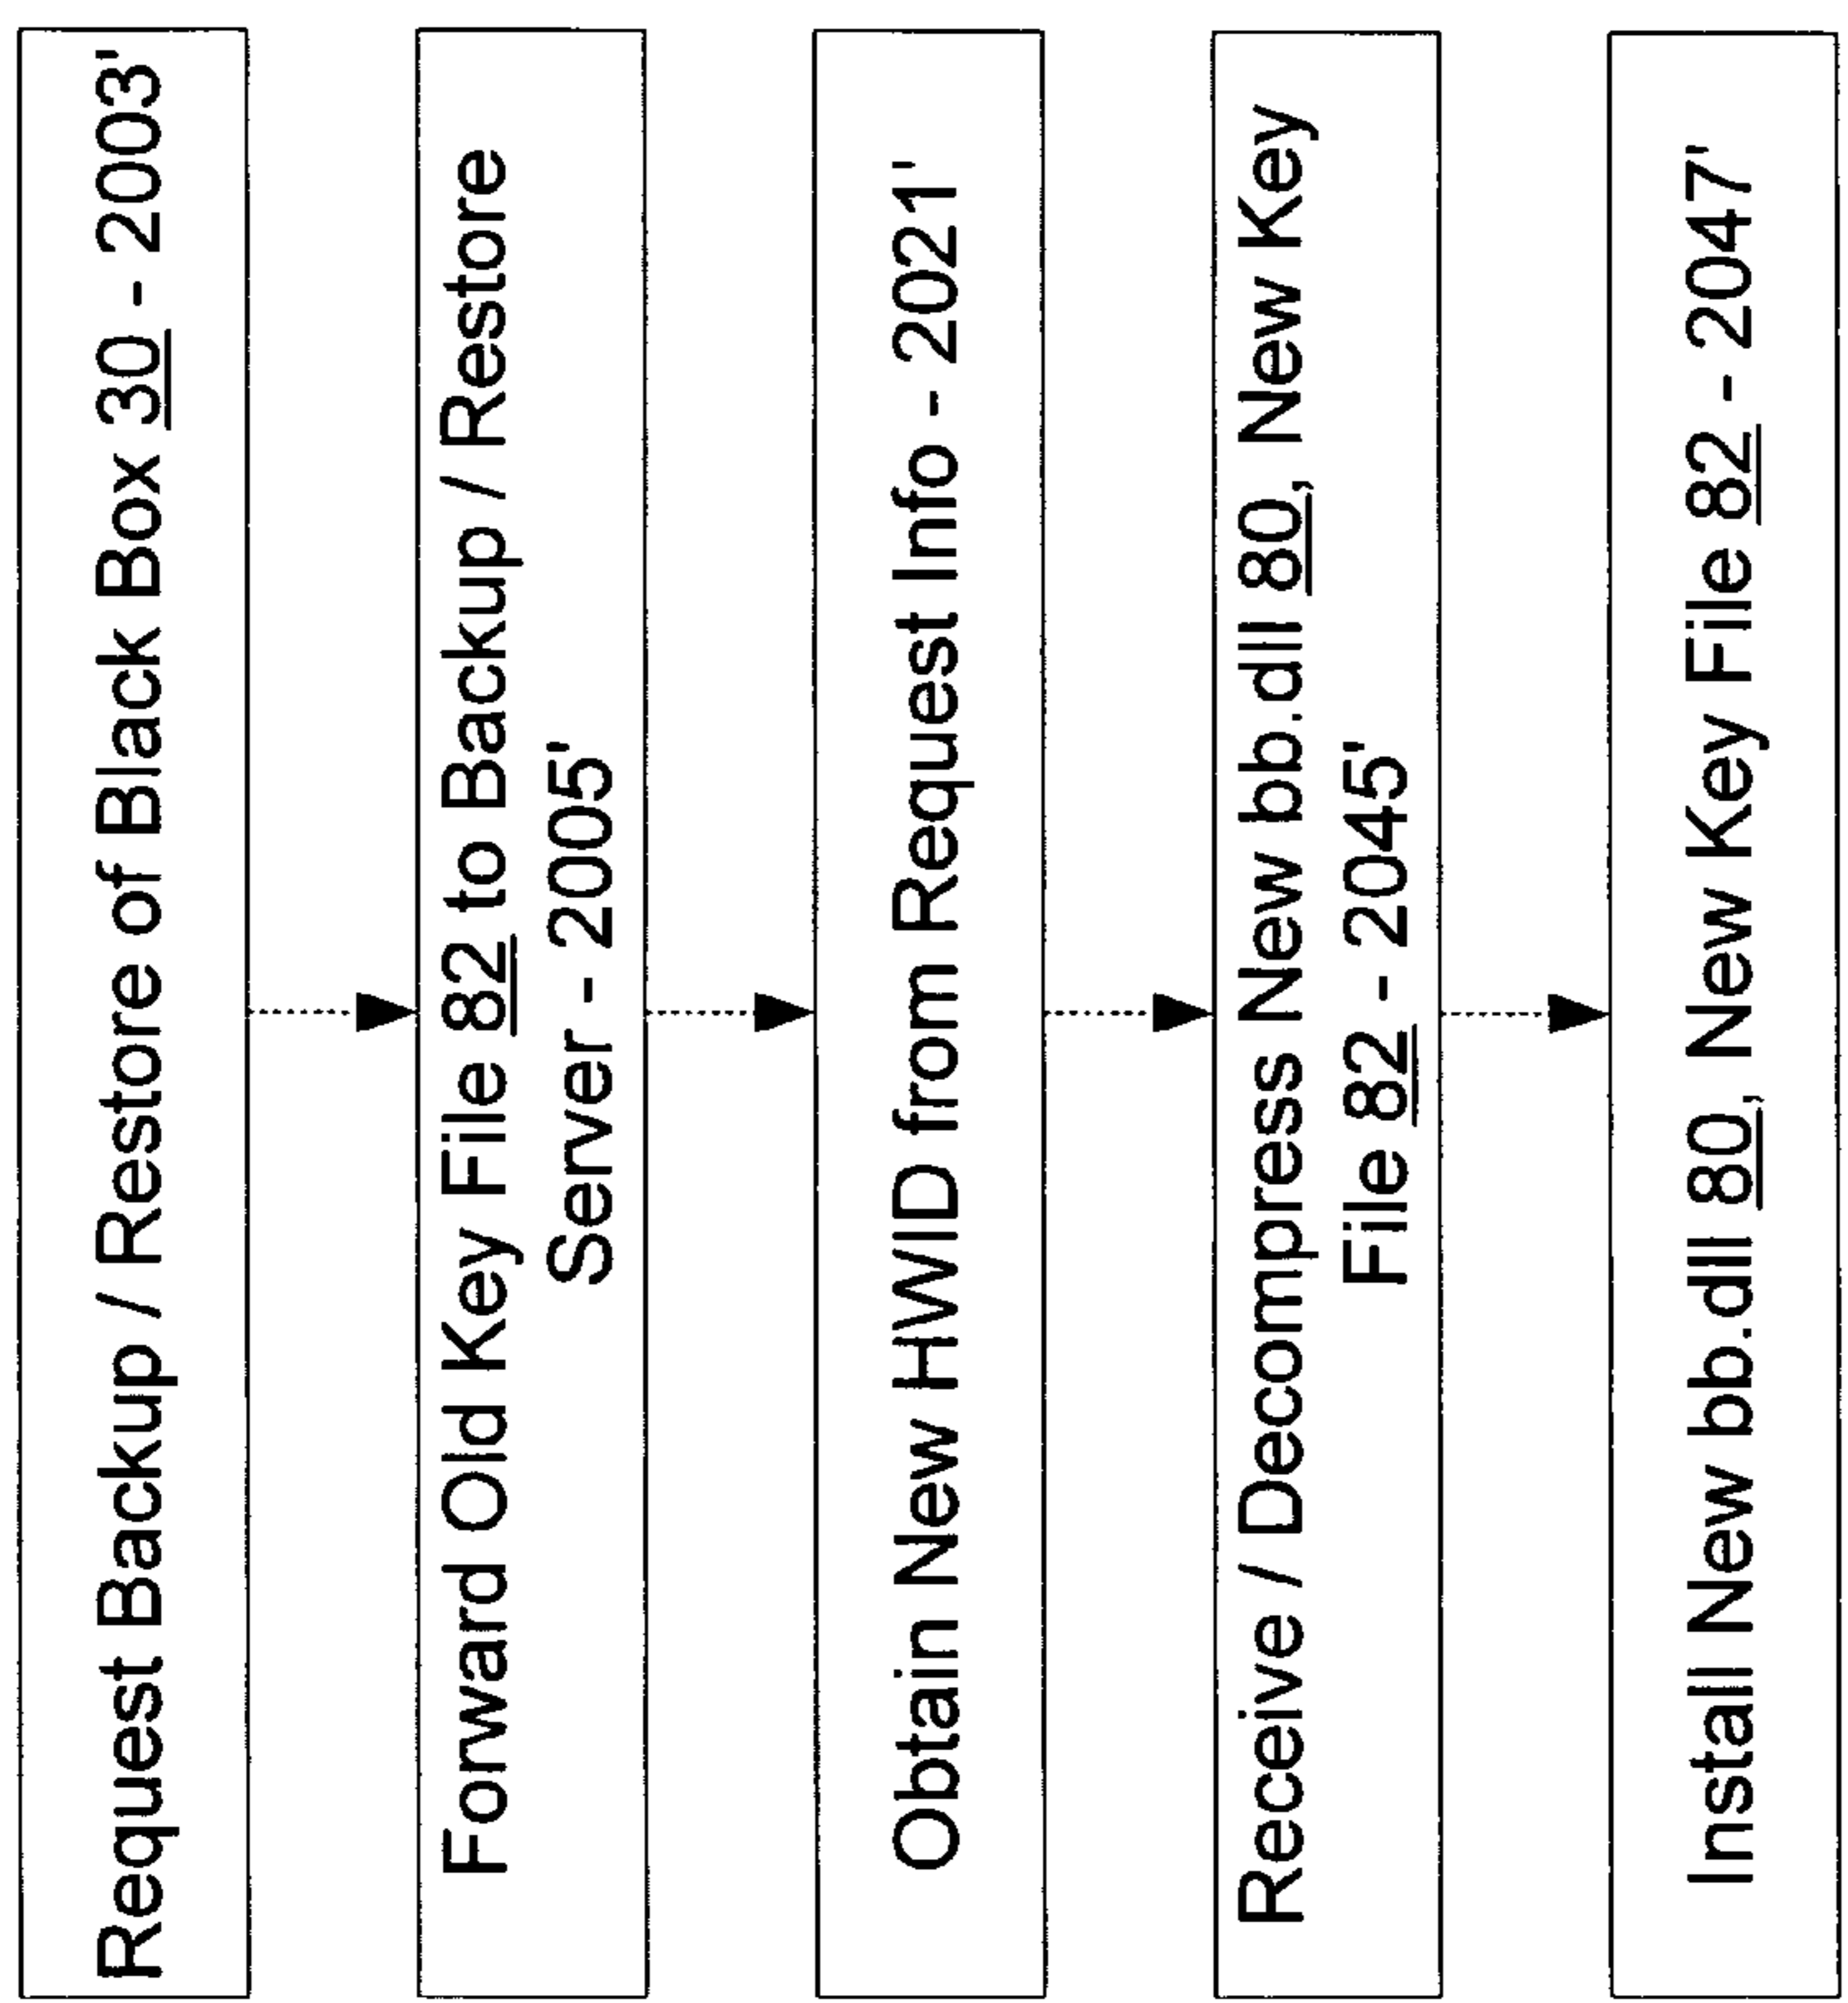 Request Backup / Restore of Black Box 30 - 2003'
Forward Old Key File 82 to Backup / Restore
Server - 2005'
Obtain New HWID from Request Info - 2021'
Receive / Decompress New bb.dll 80, New Key
File 82 - 2045'
Install New bb.dll 80, New Key File 82 - 2047'